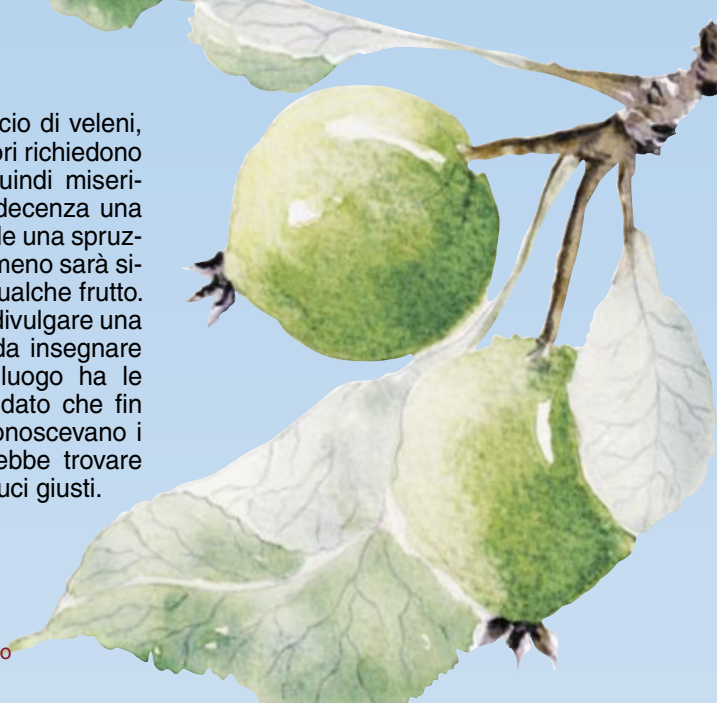 cio di veleni,
ori richiedono
uindi miseri-
decenza una
le una spruz-
meno sarà si-
ualche frutto.
divulgare una
da insegnare
luogo ha le
dato che fin
onoscevano i
ebbe trovare
uci giusti.
o